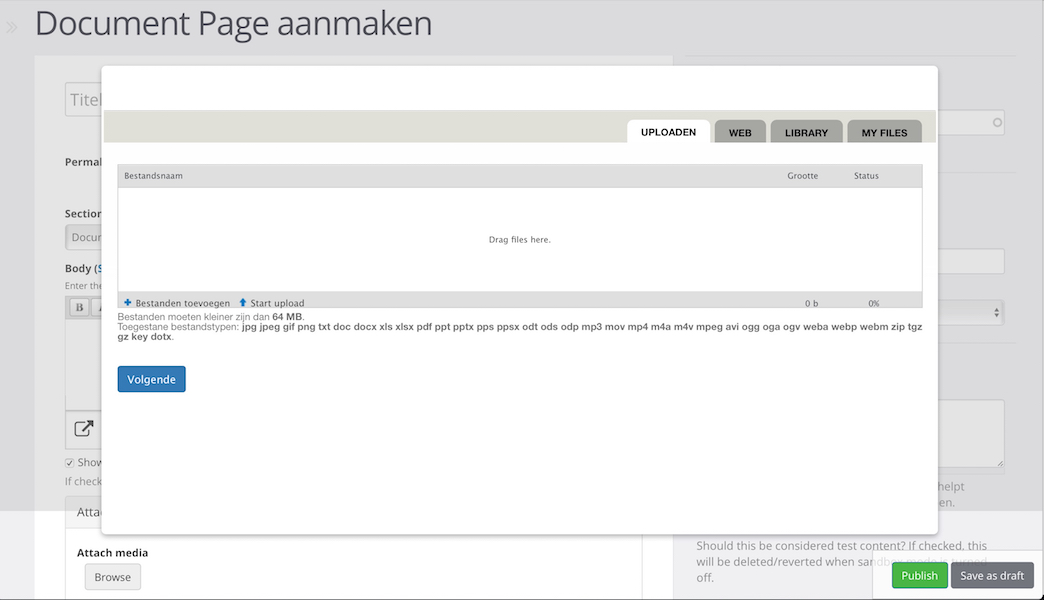 Document Page aanmaken
UPLOADEN WEB LIBRARY MY FILES
Bestandsnaam Grootte Status
Drag files here.
Bestanden toevoegen Start upload 0 b 0%
Bestanden moeten kleiner zijn dan 64 MB.
Toegestane bestandstypen: jpg jpeg gif png txt doc docx xls xlsx pdf ppt pptx pps ppsx odt ods odp mp3 mov mp4 m4a m4v mpeg avi ogg oga ogv weba webp webm zip tgz
gz key dotx.
Volgende
Titel
Permal
Section
Docum
Body (S
Enter the
B
Show
If check
Attac
Attach media
Browse
helpt
en.
Should this be considered test content? If checked, this
will be deleted/reverted when sandbox mode is turned
off.
Publish Save as draft